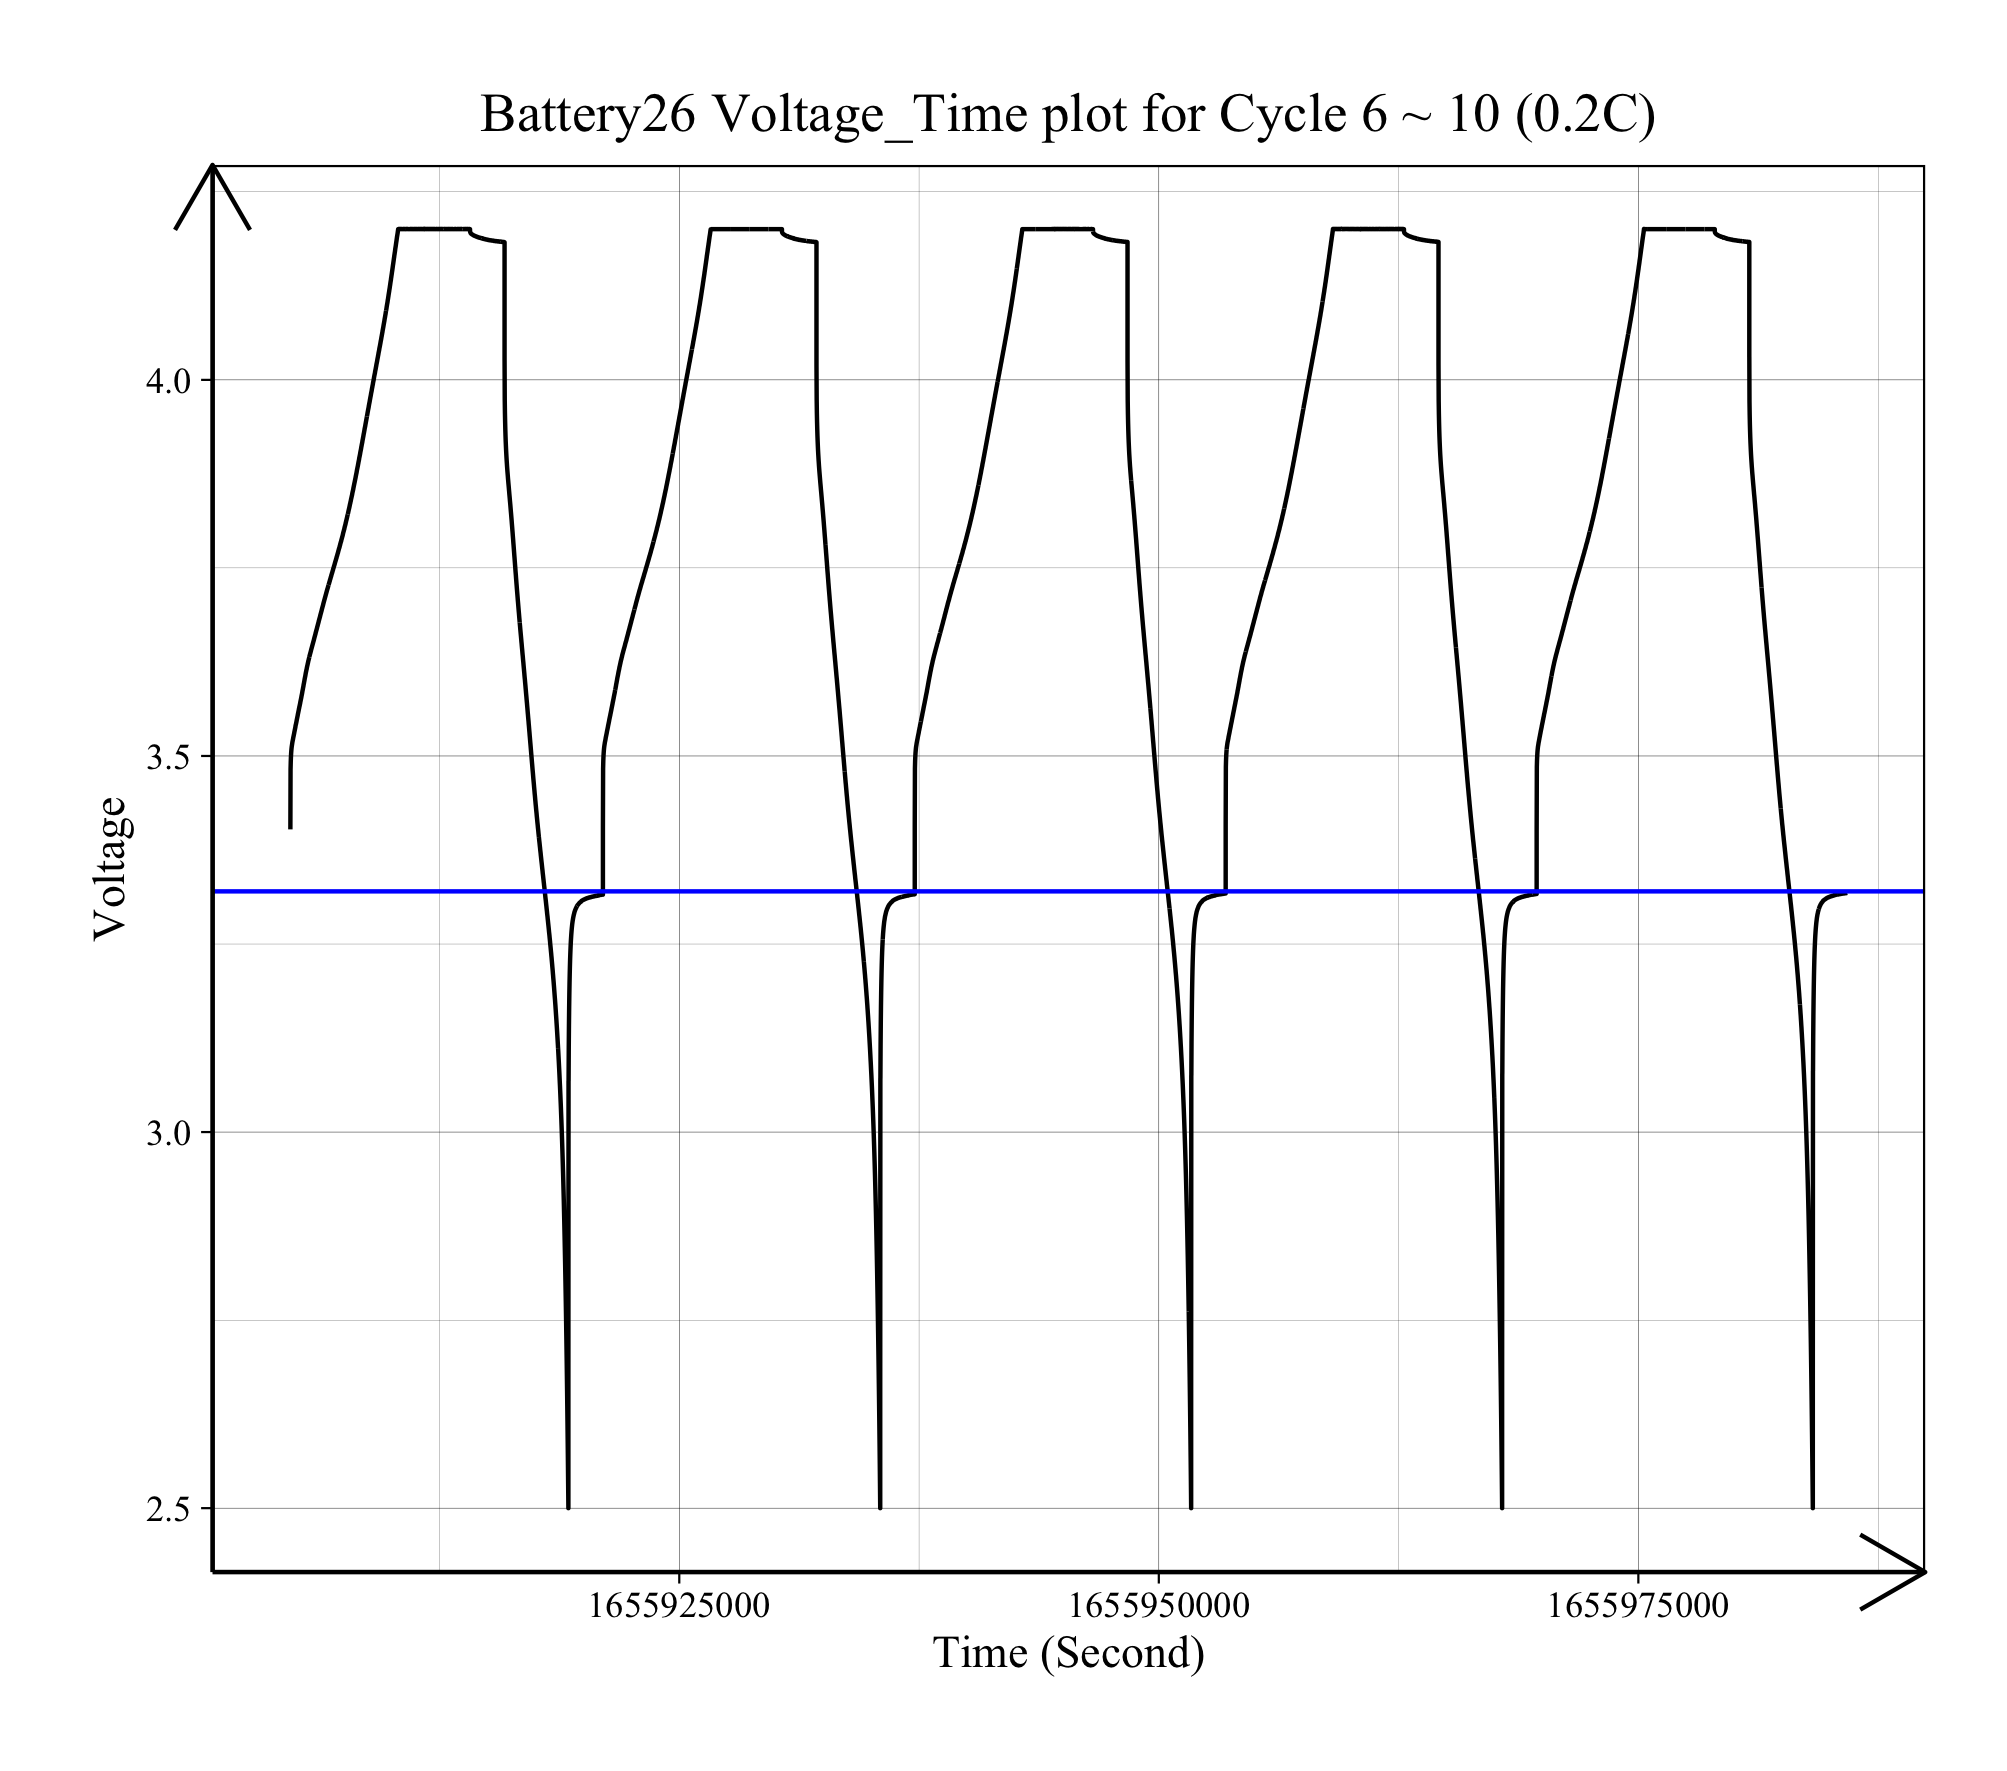 Battery26 Voltage_Time plot for Cycle 6 ~ 10 (0.2C)
4.0
3.5
3.0
2.5
Voltage
1655925000 1655950000 1655975000
Time (Second)